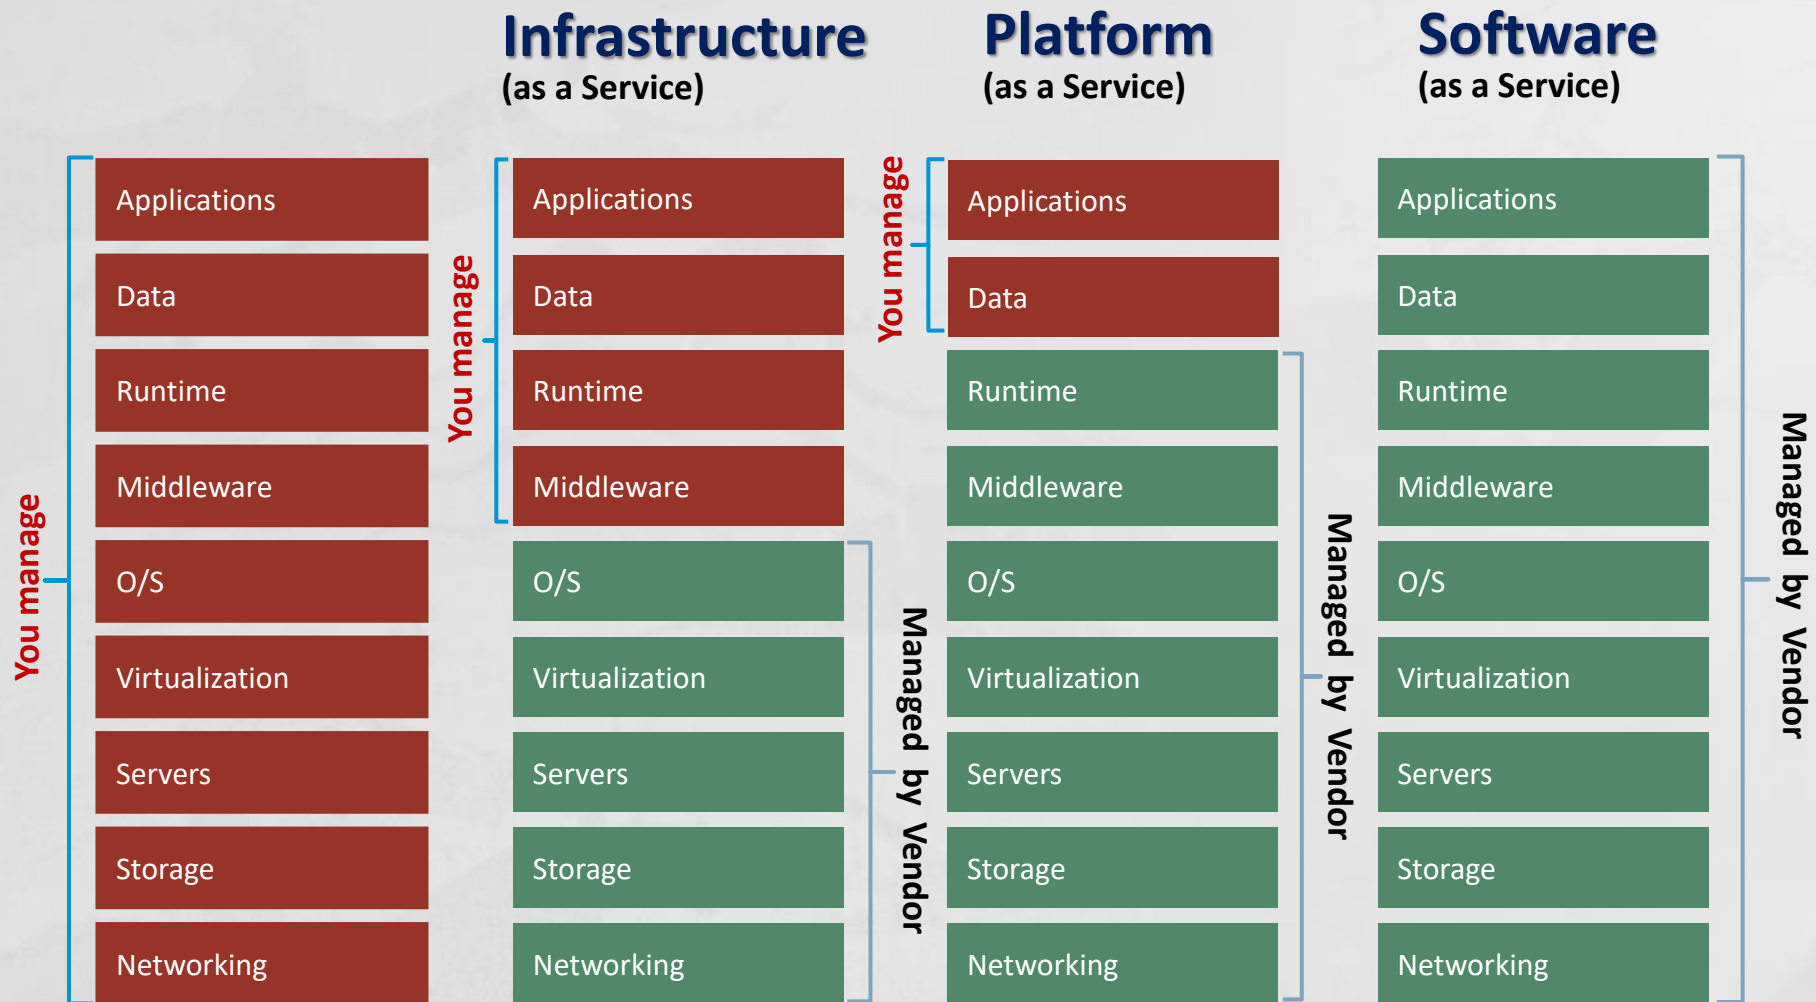 Infrastructure
(as a Service)
Platform
(as a Service)
Software
(as a Service)
You manage
Applications
Data
Runtime
Middleware
O/S
Virtualization
Servers
Storage
Networking
You manage
Applications
Data
Runtime
Middleware
O/S
Virtualization
Servers
Storage
Networking
Managed by Vendor
You manage
Applications
Data
Runtime
Middleware
O/S
Virtualization
Servers
Storage
Networking
Managed by Vendor
Applications
Data
Runtime
Middleware
O/S
Virtualization
Servers
Storage
Networking
Managed by Vendor